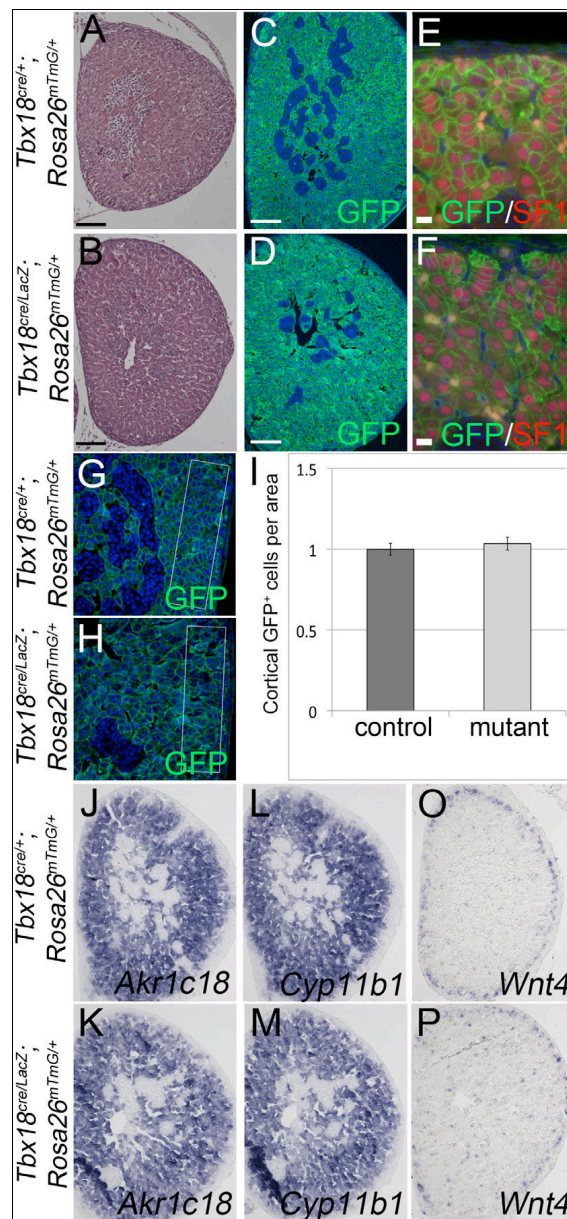 Tbx18cre/+; Rosa26mTmG/+
A
C
GFP
E
GFP/SF1
Tbx18cre/LacZ; Rosa26mTmG/+
B
D
GFP
F
GFP/SF1
Tbx18cre/+; Rosa26mTmG/+
G
GFP
Tbx18cre/LacZ; Rosa26mTmG/+
H
GFP
I
Cortical GFP+ cells per area
1.5
1
0.5
0
control
mutant
Tbx18cre/+; Rosa26mTmG/+
J
Akr1c18
L
Cyp11b1
O
Wnt4
Tbx18cre/LacZ; Rosa26mTmG/+
K
Akr1c18
M
Cyp11b1
P
Wnt4